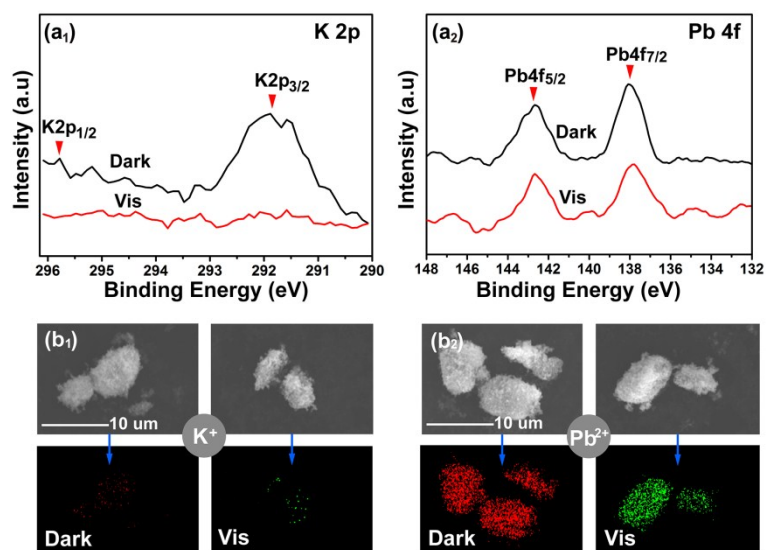 (a₁) K 2p
K2p₃/₂
K2p₁/₂
Dark
Vis
Intensity (a.u)
296 295 294 293 292 291 290
Binding Energy (eV)
(a₂) Pb 4f
Pb4f₇/₂
Pb4f₅/₂
Dark
Vis
Intensity (a.u)
148 146 144 142 140 138 136 134 132
Binding Energy (eV)
(b₁)
10 um
K⁺
Dark
Vis
(b₂)
10 um
Pb²⁺
Dark
Vis